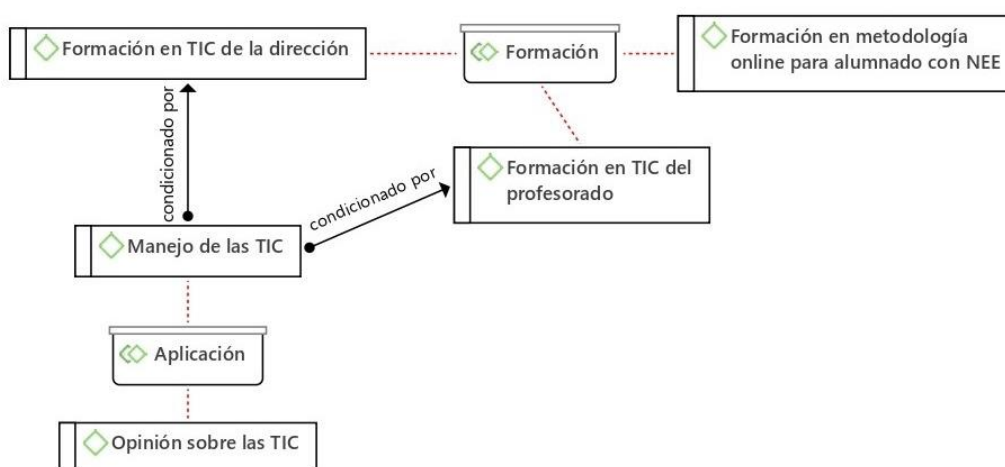 Formación en TIC de la dirección
Formación
Formación en metodología
online para alumnado con NEE
condicionado por
condicionado por
Formación en TIC del
profesorado
Manejo de las TIC
Aplicación
Opinión sobre las TIC